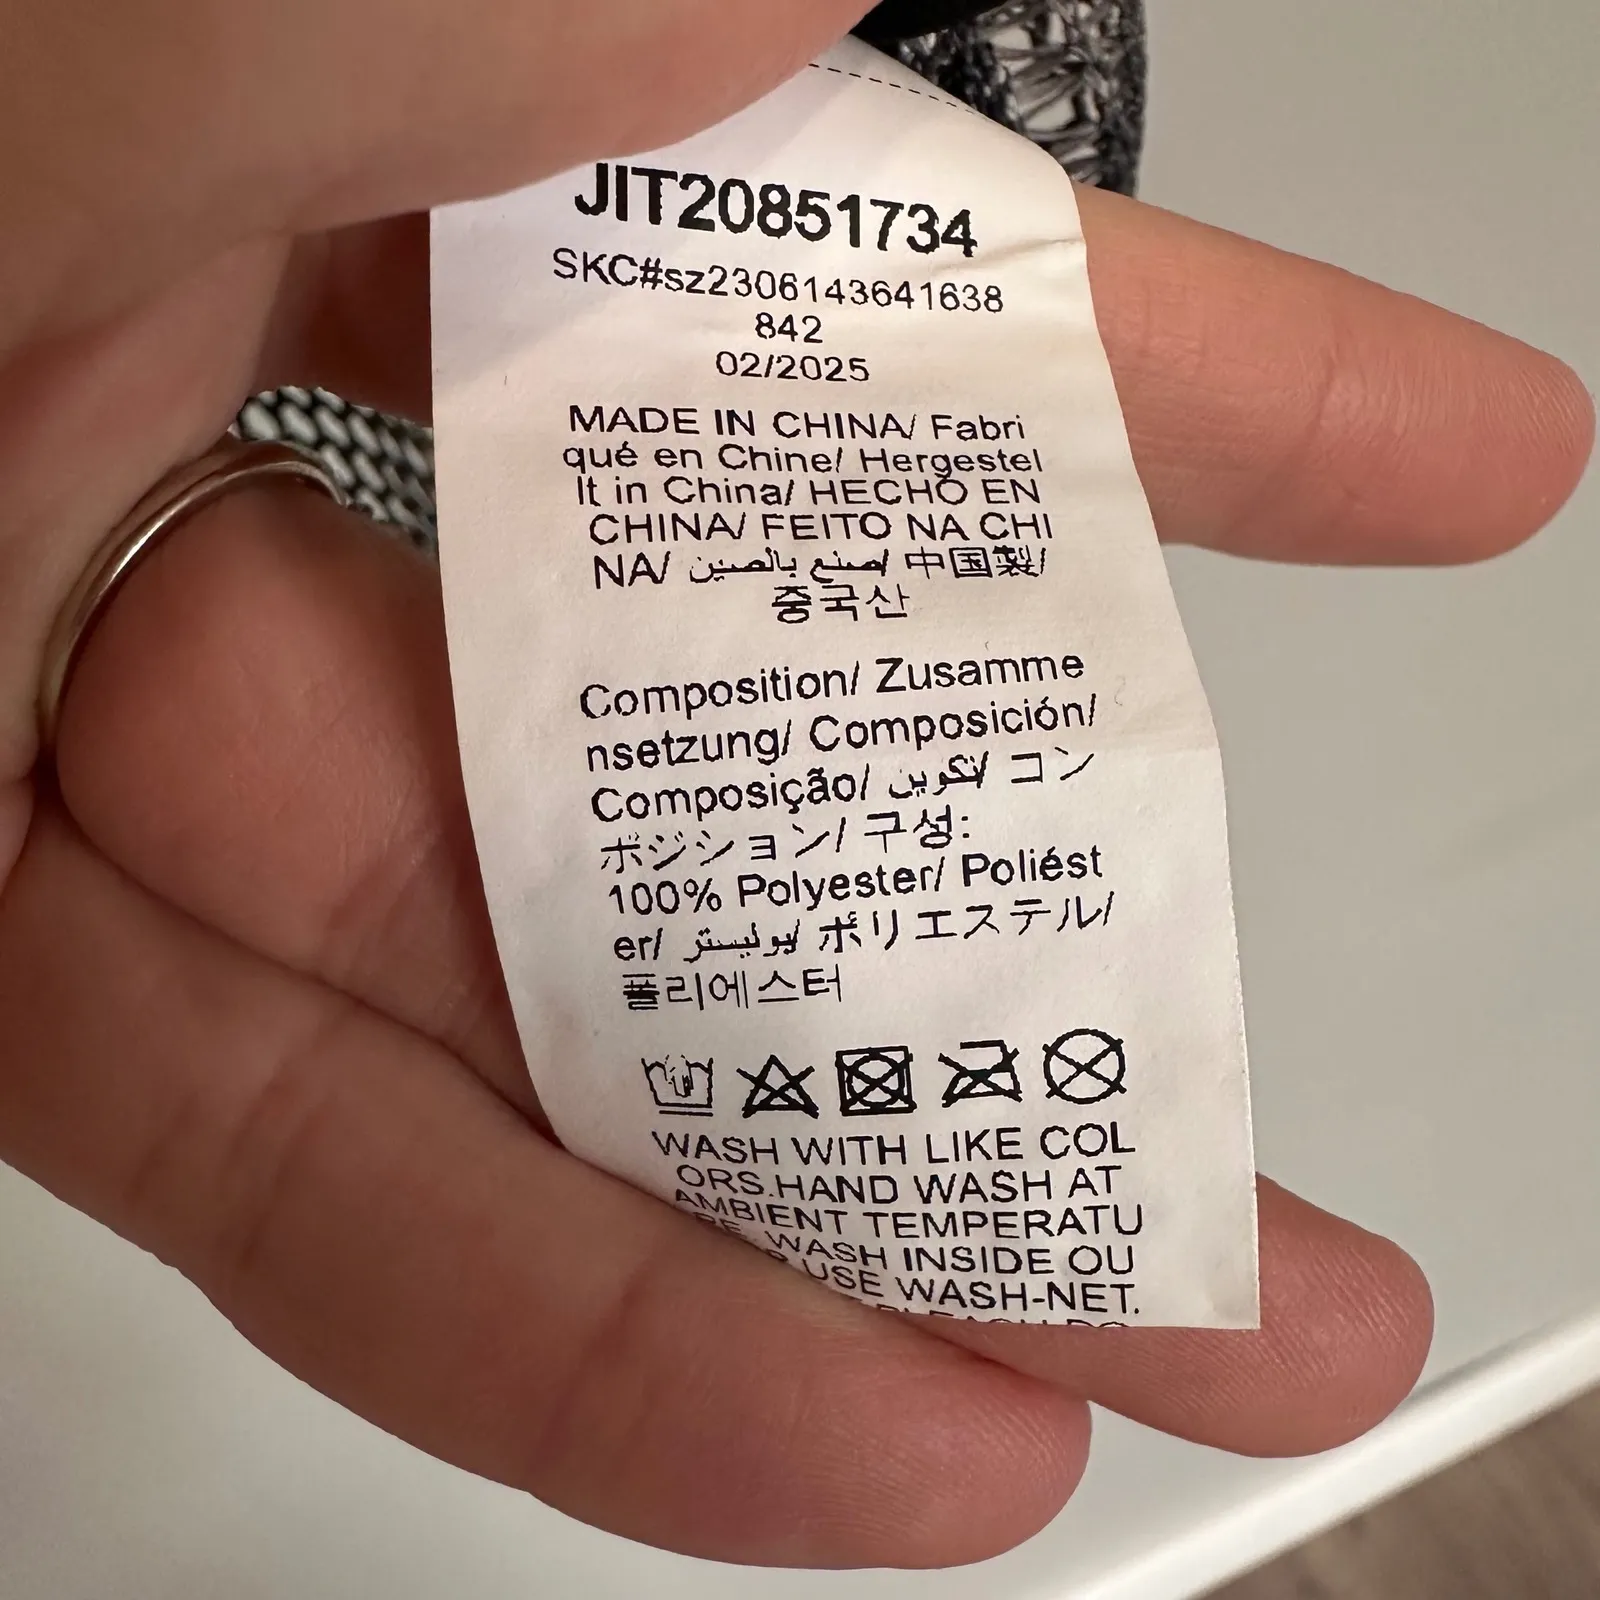 JIT20851734
SKC#sz2306143641638
842
02/2025
MADE IN CHINA/ Fabri
qué en Chine/ Hergestel
lt in China/ HECHO EN
CHINA/ FEITO NA CHI
NA/ صنع بالصين/ 中国製/
중국산
Composition/ Zusamme
nsetzung/ Composición/
Composição/ تكوين/ コン
ポジション/ 구성:
100% Polyester/ Poliést
er/ بوليستر/ ポリエステル/
폴리에스터
WASH WITH LIKE COL
ORS.HAND WASH AT
AMBIENT TEMPERATU
RE. WASH INSIDE OU
USE WASH-NET.